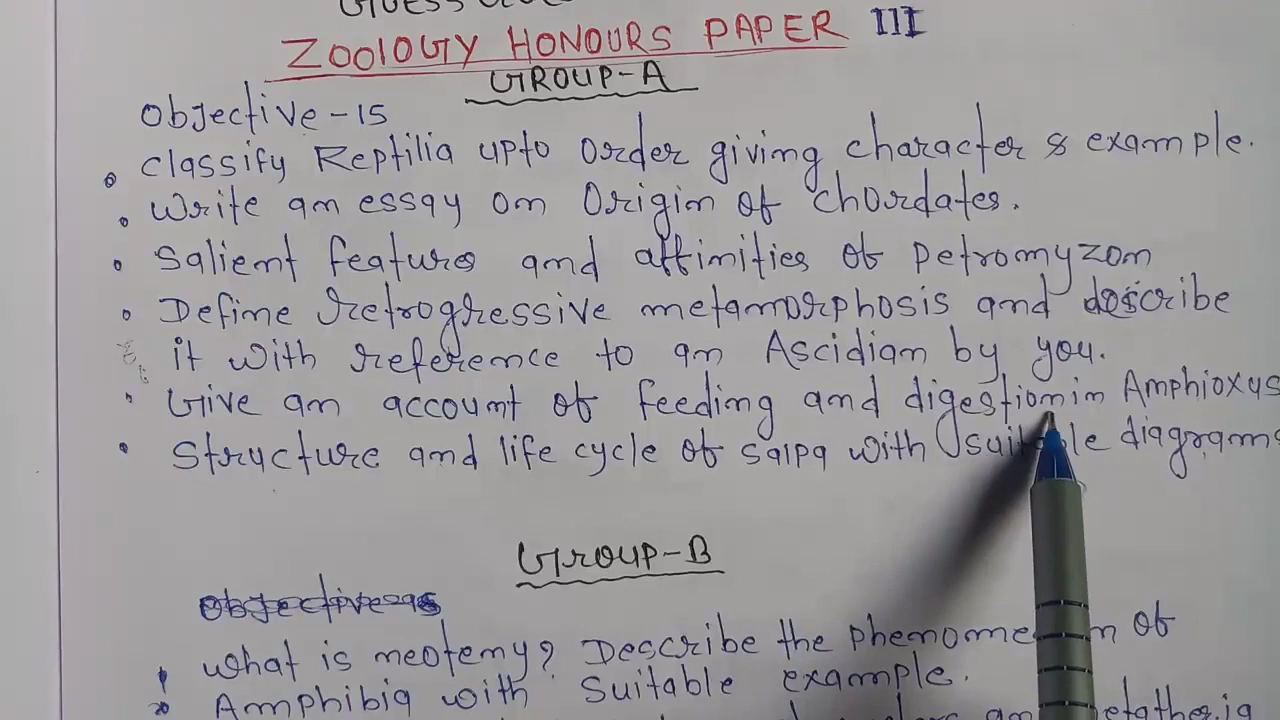 GUESS
ZOOlOGY HONOURS PAPER III
GROUP-A
Objective-15
• Classify Reptilia upto Order giving character & example.
• Write an essay on Origin of Chordates.
• Salient features and affinities of Petromyzon
• Define retrogressive metamorphosis and describe
it with reference to an Ascidian by you.
• Give an account of feeding and digestion in Amphioxus
• Structure and life cycle of Salpa with suitable diagrams
GROUP-B
What is neoteny? Describe the phenomenon of
Amphibia with suitable example.